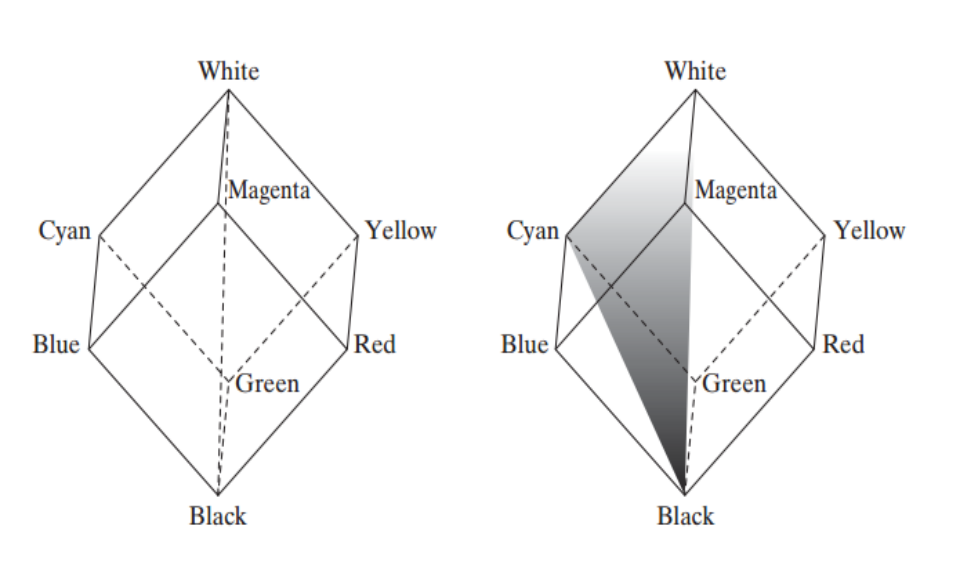 White
Magenta
Cyan
Yellow
Blue
Red
Green
Black
White
Magenta
Cyan
Yellow
Blue
Red
Green
Black